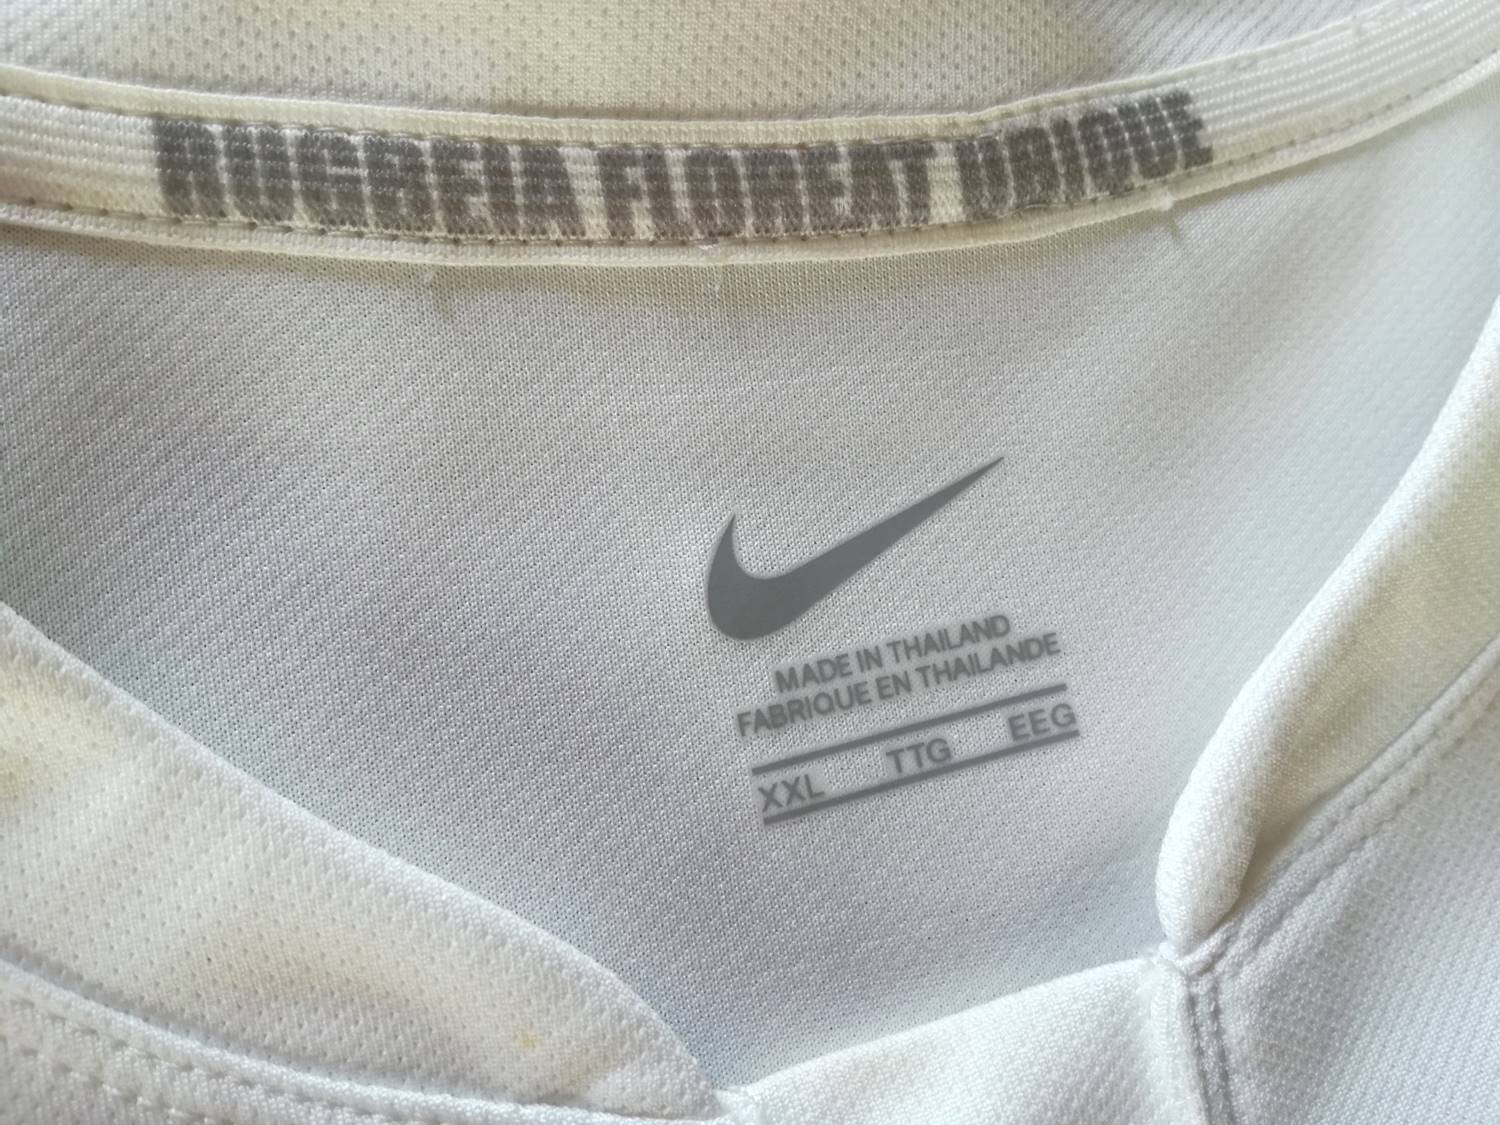 RUGBEIA FLOREAT UBIQUE
MADE IN THAILAND
FABRIQUE EN THAILANDE
XXL TTG EEG